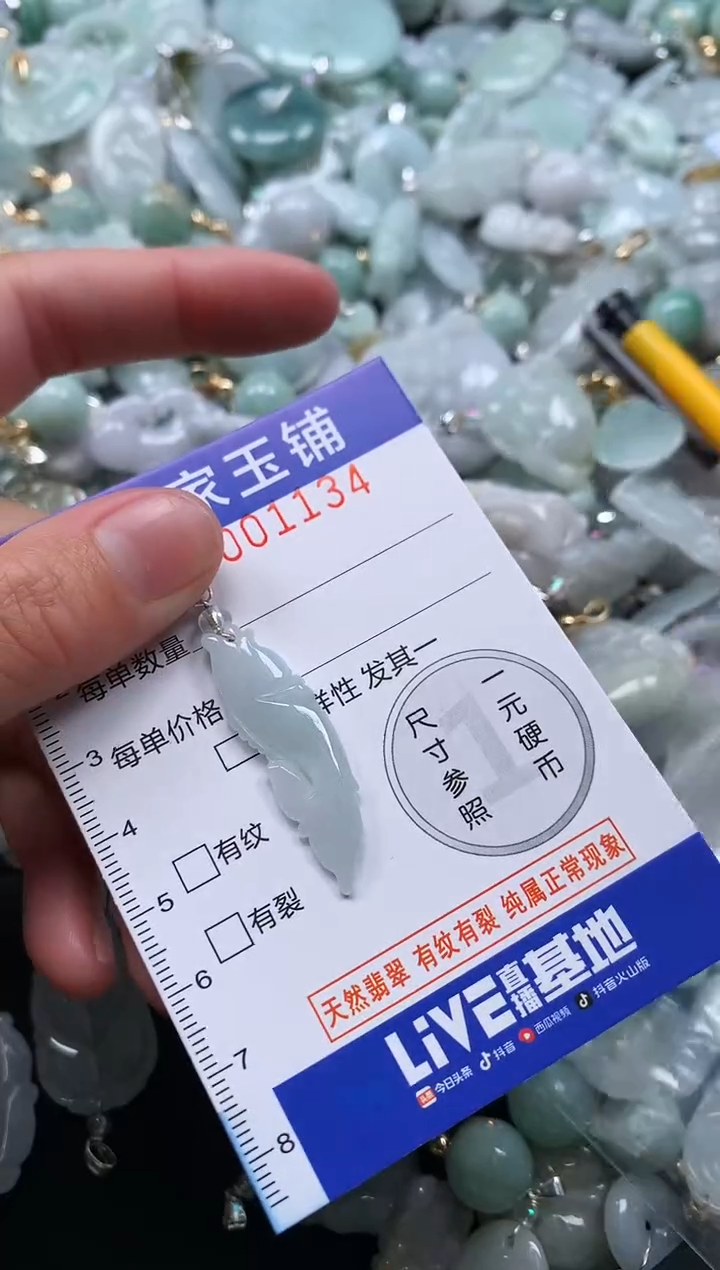 家玉铺
001134
每单数量
每单价格
样性 发其一
有纹
有裂
3
4
5
6
7
8
一元硬币
尺寸参照
1
天然翡翠 有纹有裂 纯属正常现象
LiVE直播基地
今日头条 抖音 西瓜视频 抖音火山版